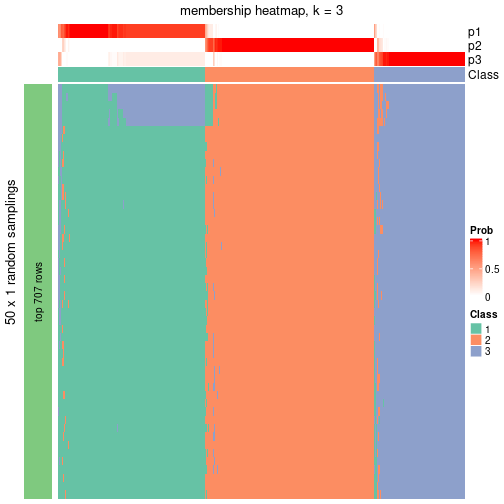 membership heatmap, k = 3
p1
p2
p3
Class
50 x 1 random samplings
top 707 rows
Prob
1
0.5
0
Class
1
2
3